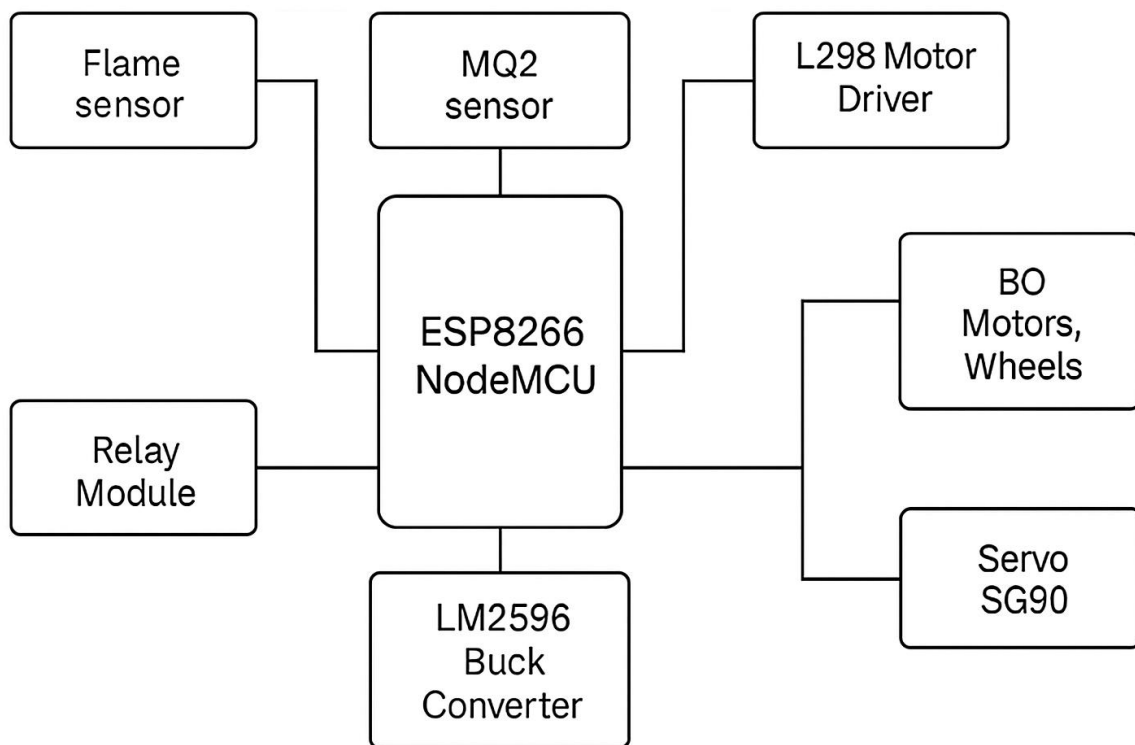 Flame
sensor
MQ2
sensor
L298 Motor
Driver
ESP8266
NodeMCU
BO
Motors,
Wheels
Relay
Module
Servo
SG90
LM2596
Buck
Converter